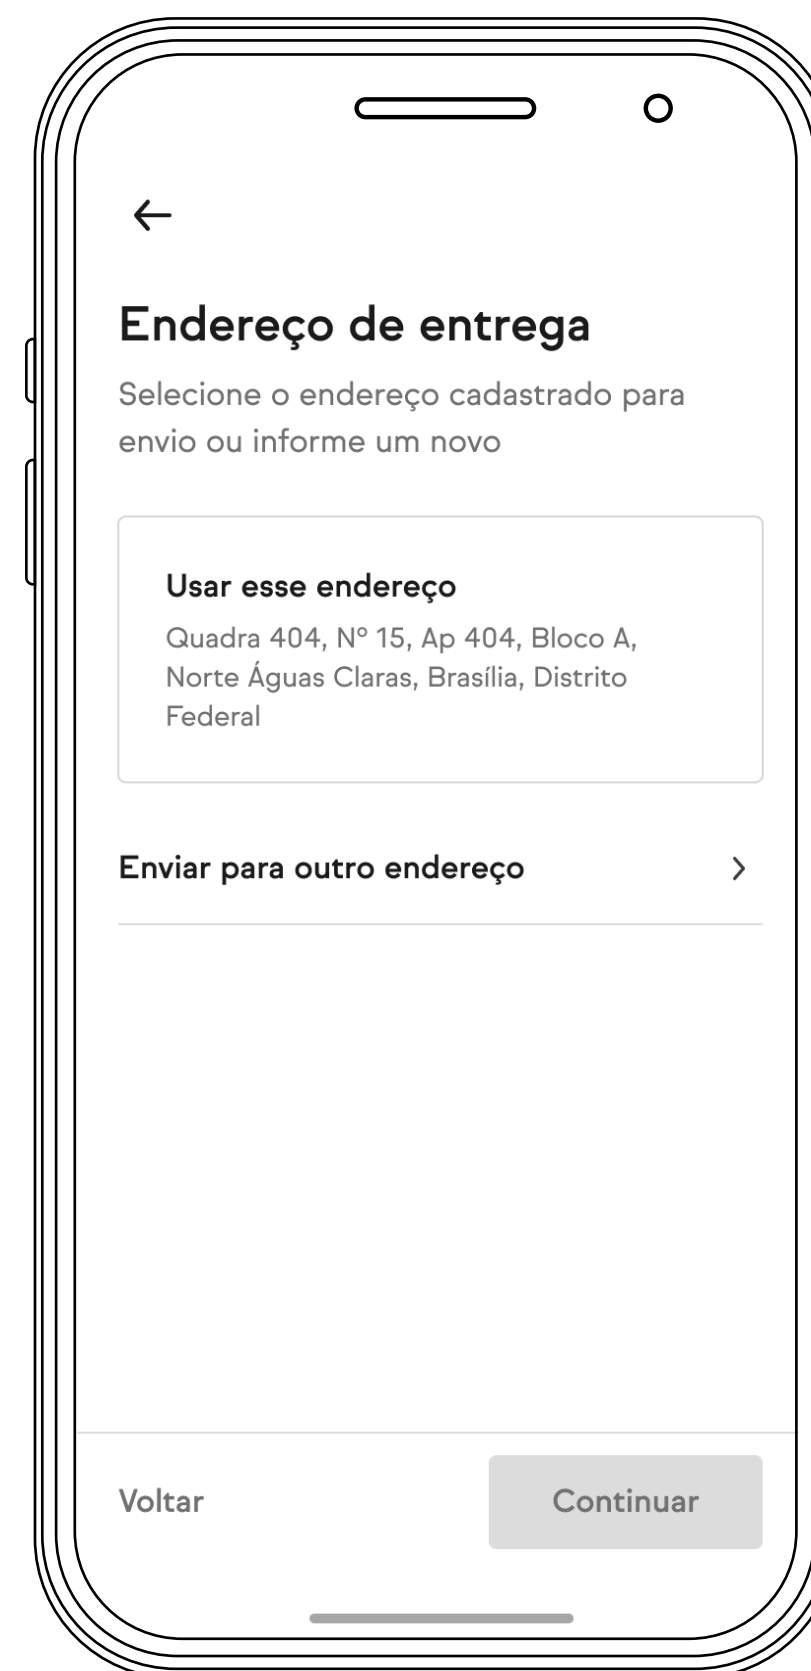 Endereço de entrega
Selecione o endereço cadastrado para
envio ou informe um novo
Usar esse endereço
Quadra 404, Nº 15, Ap 404, Bloco A,
Norte Águas Claras, Brasília, Distrito
Federal
Enviar para outro endereço
Voltar
Continuar